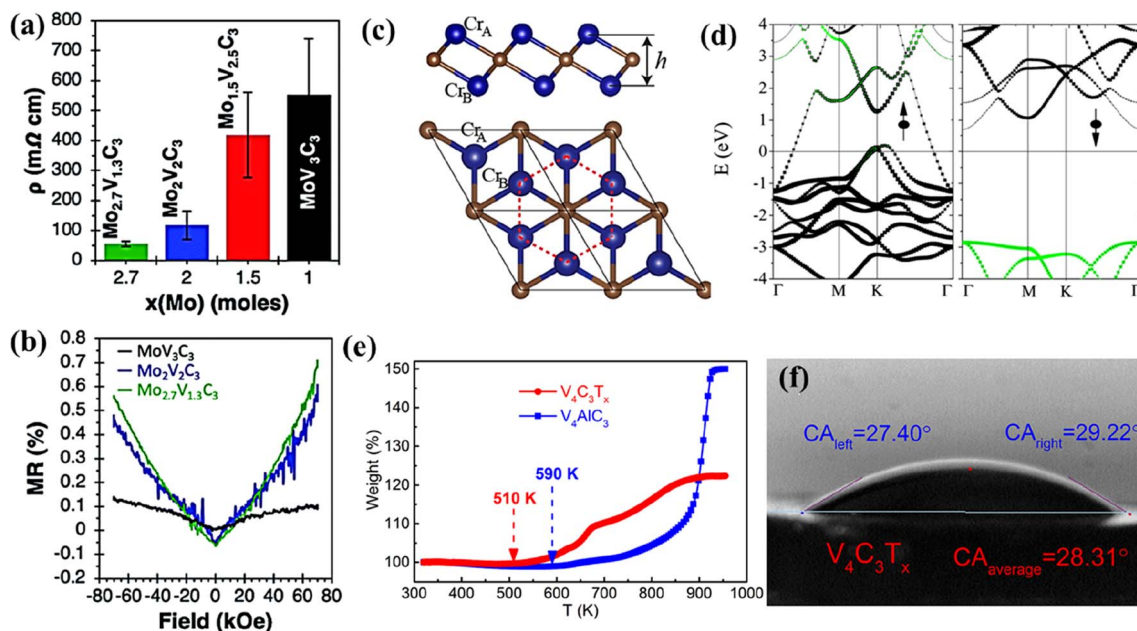 (a)
800
700
600
500
400
300
200
100
0
ρ (mΩ cm)
Mo2.7V1.3C3
Mo2V2C3
Mo1.5V2.5C3
MoV3C3
2.7
2
1.5
1
x(Mo) (moles)
(b)
0.8
0.7
0.6
0.5
0.4
0.3
0.2
0.1
0
-0.1
-0.2
MR (%)
MoV3C3
Mo2V2C3
Mo2.7V1.3C3
-80 -60 -40 -20 0 20 40 60 80
Field (kOe)
(c)
CrA
CrB
h
CrA
CrB
(d)
4
3
2
1
0
-1
-2
-3
4
E (eV)
Γ M K Γ
Γ M K Γ
(e)
150
140
130
120
110
100
Weight (%)
V4C3Tx
V4AlC3
510 K
590 K
300 400 500 600 700 800 900 1000
T (K)
(f)
CAleft=27.40°
CAright=29.22°
V4C3Tx
CAaverage=28.31°